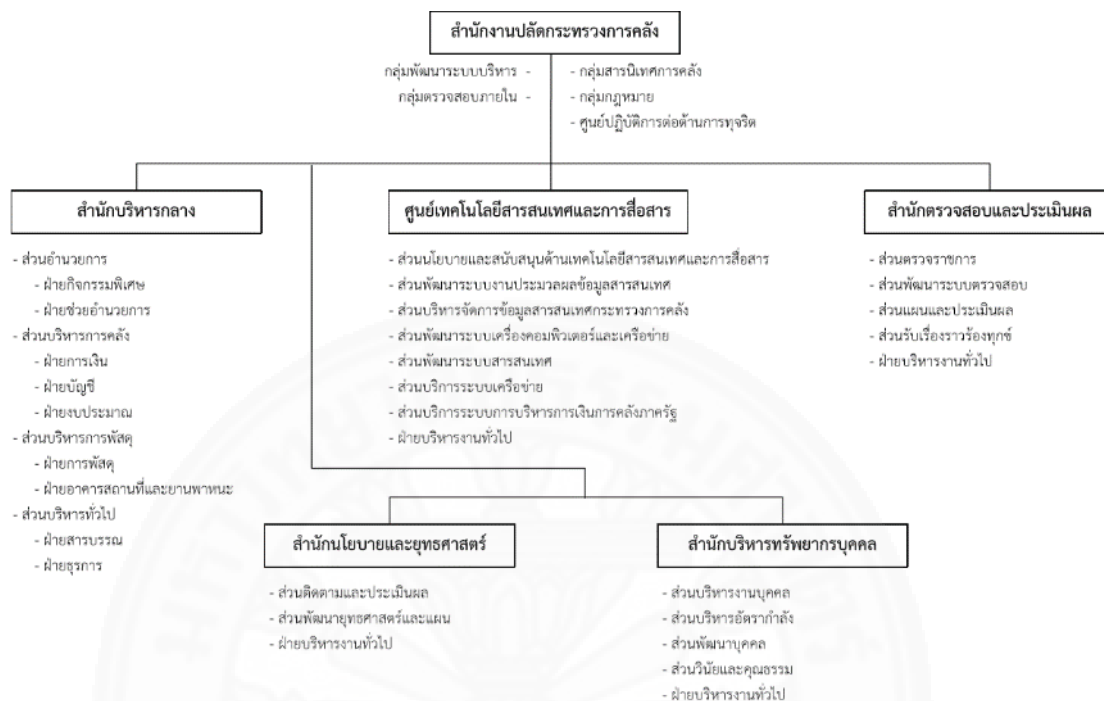 สำนักงานปลัดกระทรวงการคลัง
กลุ่มพัฒนาระบบบริหาร -
กลุ่มตรวจสอบภายใน -
- กลุ่มสารนิเทศการคลัง
- กลุ่มกฎหมาย
- ศูนย์ปฏิบัติการต่อต้านการทุจริต
สำนักบริหารกลาง
- ส่วนอำนวยการ
- ฝ่ายกิจกรรมพิเศษ
- ฝ่ายช่วยอำนวยการ
- ส่วนบริหารการคลัง
- ฝ่ายการเงิน
- ฝ่ายบัญชี
- ฝ่ายงบประมาณ
- ส่วนบริหารการพัสดุ
- ฝ่ายการพัสดุ
- ฝ่ายอาคารสถานที่และยานพาหนะ
- ส่วนบริหารทั่วไป
- ฝ่ายสารบรรณ
- ฝ่ายธุรการ
ศูนย์เทคโนโลยีสารสนเทศและการสื่อสาร
- ส่วนนโยบายและสนับสนุนด้านเทคโนโลยีสารสนเทศและการสื่อสาร
- ส่วนพัฒนาระบบงานประมวลผลข้อมูลสารสนเทศ
- ส่วนบริหารจัดการข้อมูลสารสนเทศกระทรวงการคลัง
- ส่วนพัฒนาระบบเครื่องคอมพิวเตอร์และเครือข่าย
- ส่วนพัฒนาระบบสารสนเทศ
- ส่วนบริการระบบเครือข่าย
- ส่วนบริการระบบการบริหารการเงินการคลังภาครัฐ
- ฝ่ายบริหารงานทั่วไป
สำนักตรวจสอบและประเมินผล
- ส่วนตรวจราชการ
- ส่วนพัฒนาระบบตรวจสอบ
- ส่วนแผนและประเมินผล
- ส่วนรับเรื่องราวร้องทุกข์
- ฝ่ายบริหารงานทั่วไป
สำนักนโยบายและยุทธศาสตร์
- ส่วนติดตามและประเมินผล
- ส่วนพัฒนายุทธศาสตร์และแผน
- ฝ่ายบริหารงานทั่วไป
สำนักบริหารทรัพยากรบุคคล
- ส่วนบริหารงานบุคคล
- ส่วนบริหารอัตรากำลัง
- ส่วนพัฒนาบุคคล
- ส่วนวินัยและคุณธรรม
- ฝ่ายบริหารงานทั่วไป